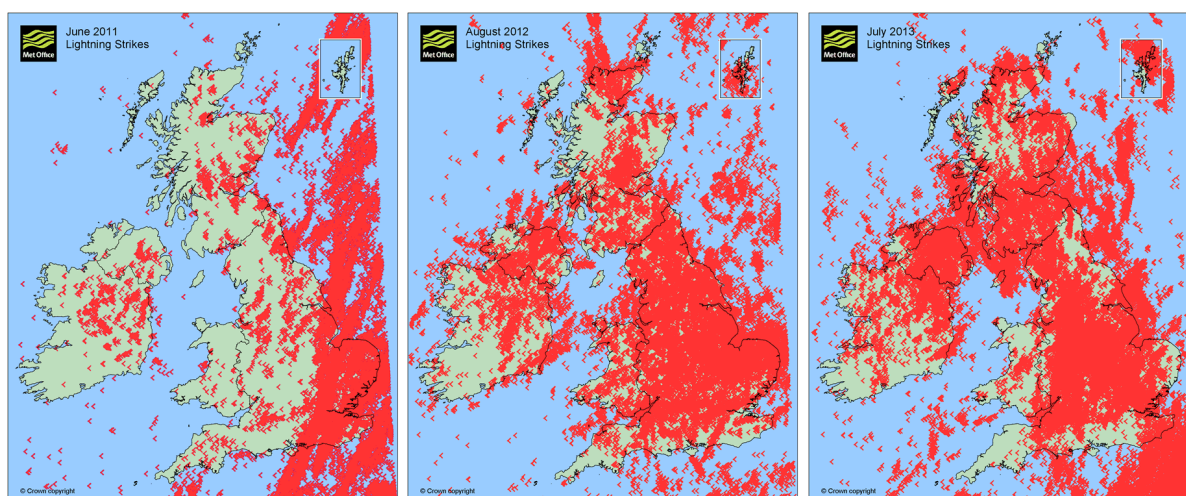 Met Office
June 2011
Lightning Strikes
© Crown copyright
Met Office
August 2012
Lightning Strikes
© Crown copyright
Met Office
July 2013
Lightning Strikes
© Crown copyright